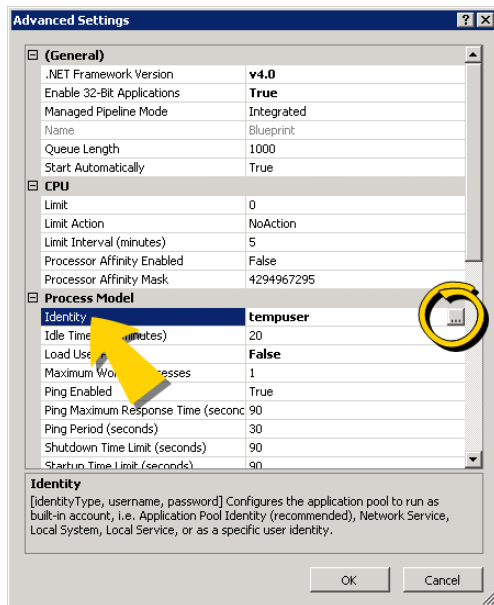 Advanced Settings
(General)
.NET Framework Version v4.0
Enable 32-Bit Applications True
Managed Pipeline Mode Integrated
Name Blueprint
Queue Length 1000
Start Automatically True
CPU
Limit 0
Limit Action NoAction
Limit Interval (minutes) 5
Processor Affinity Enabled False
Processor Affinity Mask 4294967295
Process Model
Identity tempuser ...
Idle Time nutes) 20
Load Use False
Maximum Wo esses 1
Ping Enabled True
Ping Maximum Response Time (second 90
Ping Period (seconds) 30
Shutdown Time Limit (seconds) 90
Startup Time Limit (seconds) 90
Identity
[identityType, username, password] Configures the application pool to run as
built-in account, i.e. Application Pool Identity (recommended), Network Service,
Local System, Local Service, or as a specific user identity.
OK Cancel